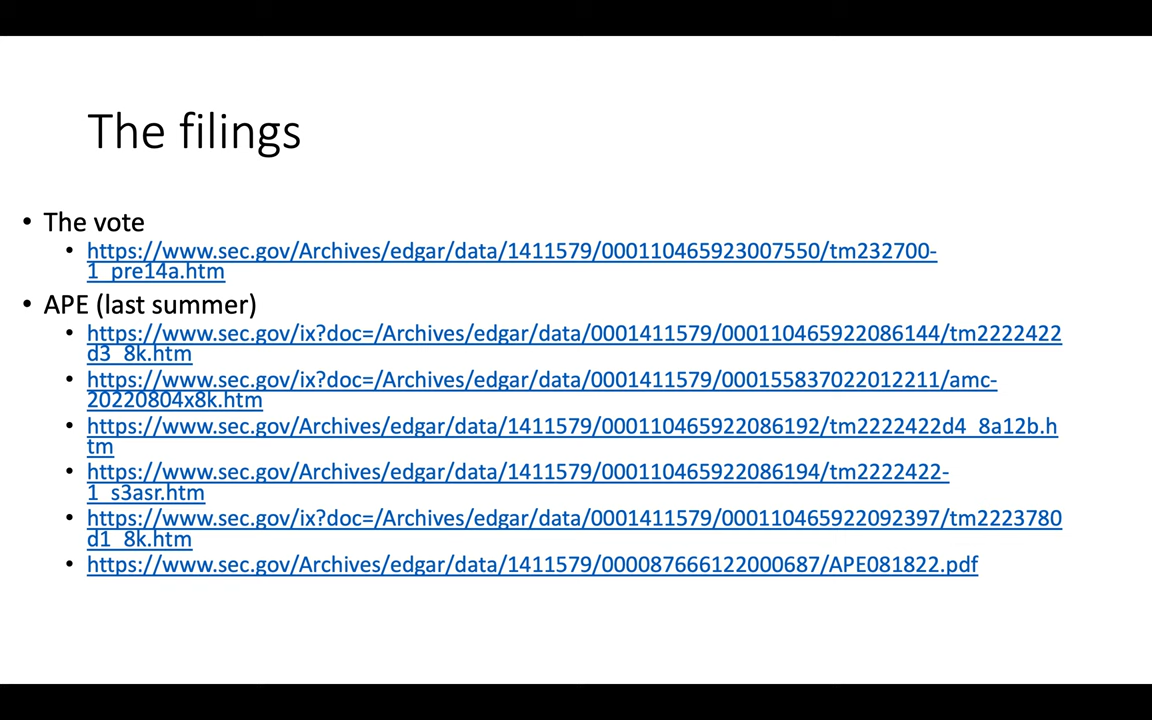 The filings
• The vote
• https://www.sec.gov/Archives/edgar/data/1411579/000110465923007550/tm232700-
1_pre14a.htm
• APE (last summer)
• https://www.sec.gov/ix?doc=/Archives/edgar/data/0001411579/000110465922086144/tm2222422
d3_8k.htm
• https://www.sec.gov/ix?doc=/Archives/edgar/data/0001411579/000155837022012211/amc-
20220804x8k.htm
• https://www.sec.gov/Archives/edgar/data/1411579/000110465922086192/tm2222422d4_8a12b.h
tm
• https://www.sec.gov/Archives/edgar/data/1411579/000110465922086194/tm2222422-
1_s3asr.htm
• https://www.sec.gov/ix?doc=/Archives/edgar/data/0001411579/000110465922092397/tm2223780
d1_8k.htm
• https://www.sec.gov/Archives/edgar/data/1411579/000087666122000687/APE081822.pdf